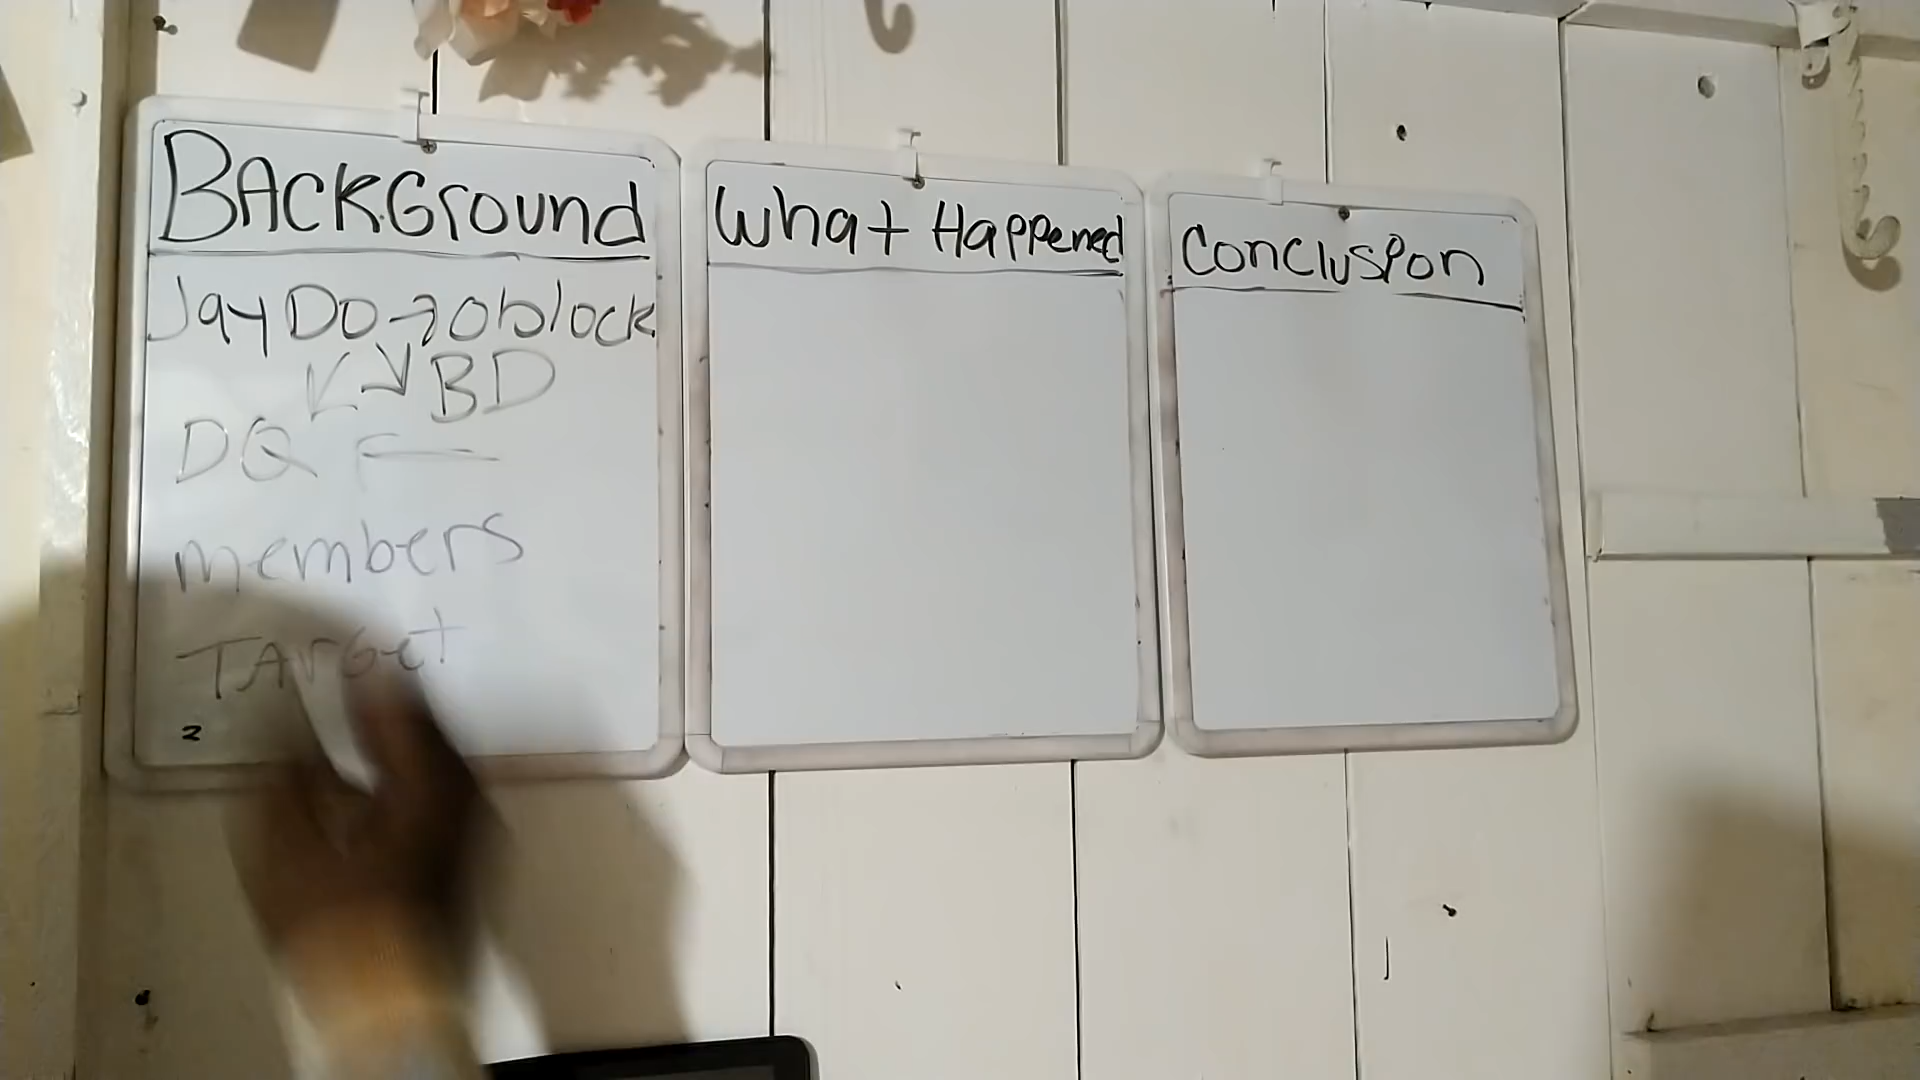 BACKGround
JayDo→Oblock
BD
DQ
members
TArGet
2
What Happened
Conclusion